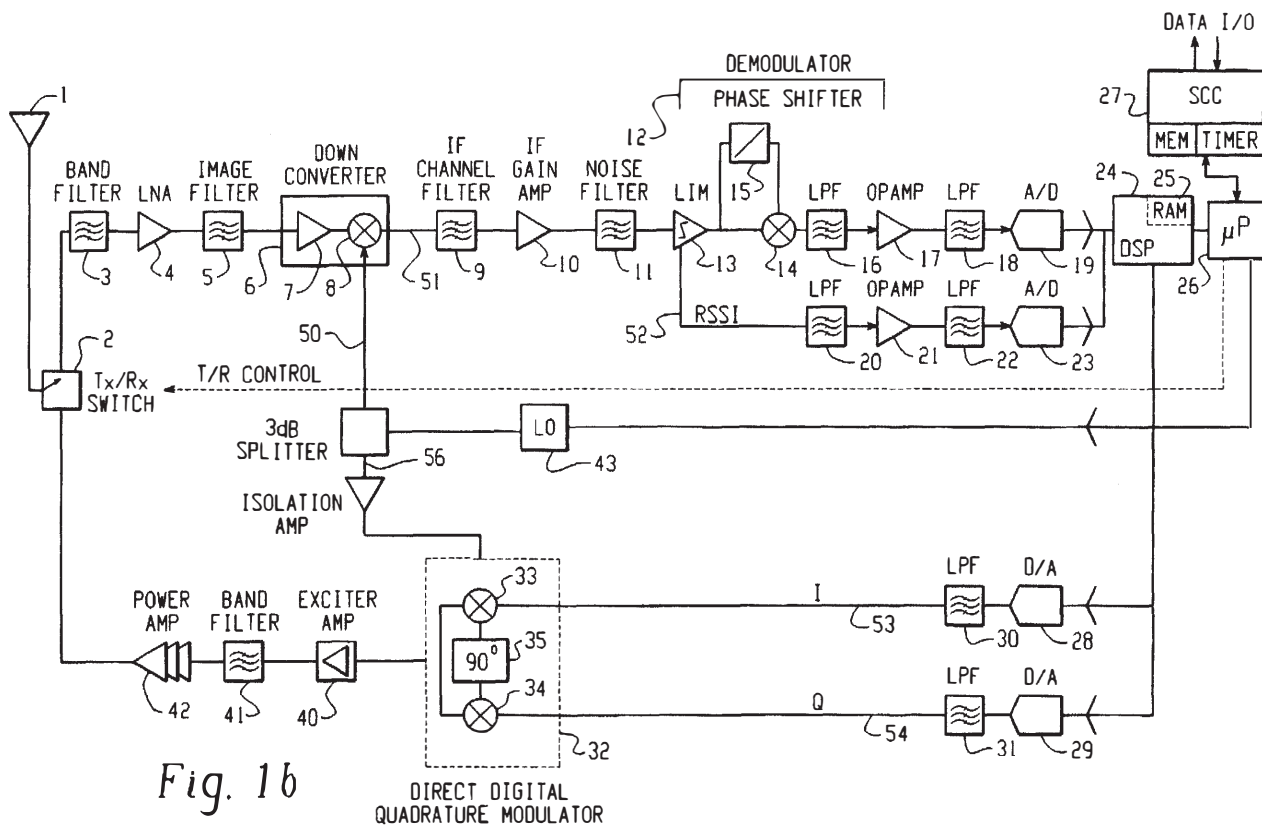 DATA I/O
1
DEMODULATOR
PHASE SHIFTER
12
27
SCC
MEM
TIMER
BAND
FILTER
LNA
IMAGE
FILTER
DOWN
CONVERTER
IF
CHANNEL
FILTER
IF
GAIN
AMP
NOISE
FILTER
LIM
15
LPF
OPAMP
LPF
A/D
24
25
RAM
DSP
µP
26
3
4
5
6
7
8
51
9
10
11
13
14
16
17
18
19
50
52
RSSI
LPF
OPAMP
LPF
A/D
20
21
22
23
2
Tx/Rx
SWITCH
T/R CONTROL
3dB
SPLITTER
LO
43
56
ISOLATION
AMP
33
35
90°
34
32
I
53
LPF
30
D/A
28
POWER
AMP
BAND
FILTER
EXCITER
AMP
42
41
40
Q
54
LPF
31
D/A
29
Fig. 1b
DIRECT DIGITAL
QUADRATURE MODULATOR